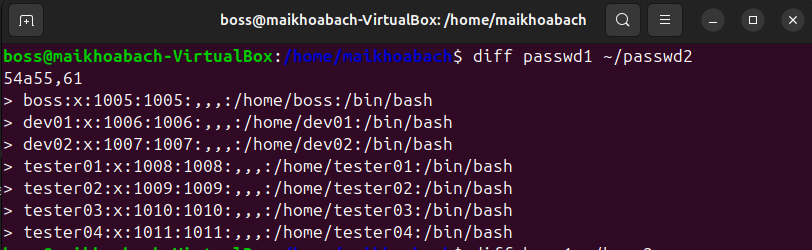 boss@maikhoabach-VirtualBox: /home/maikhoabach
boss@maikhoabach-VirtualBox:/home/maikhoabach$ diff passwd1 ~/passwd2
54a55,61
> boss:x:1005:1005:,,,:/home/boss:/bin/bash
> dev01:x:1006:1006:,,,:/home/dev01:/bin/bash
> dev02:x:1007:1007:,,,:/home/dev02:/bin/bash
> tester01:x:1008:1008:,,,:/home/tester01:/bin/bash
> tester02:x:1009:1009:,,,:/home/tester02:/bin/bash
> tester03:x:1010:1010:,,,:/home/tester03:/bin/bash
> tester04:x:1011:1011:,,,:/home/tester04:/bin/bash